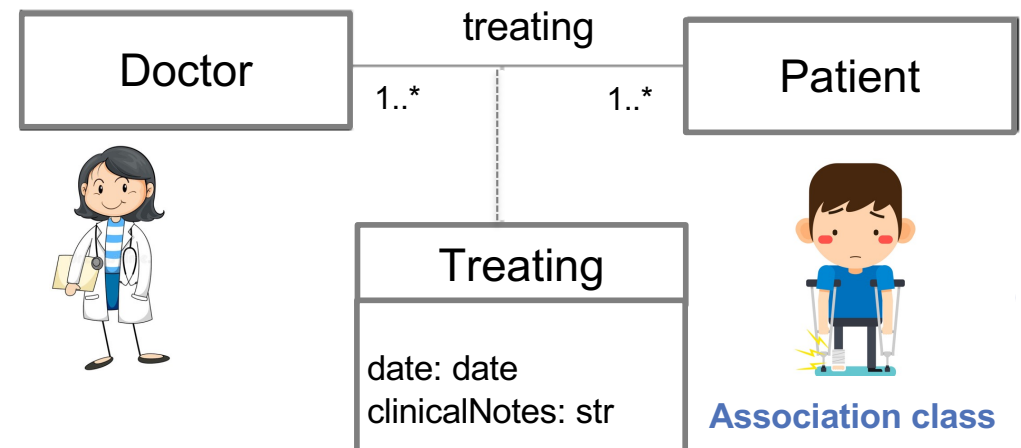 treating
Doctor
Patient
1..*
1..*
Treating
date: date
clinicalNotes: str
Association class